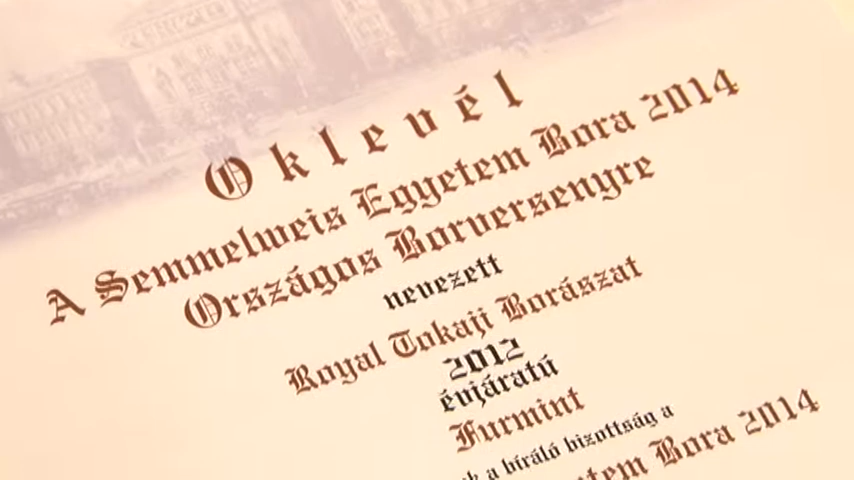 Oklevél
A Semmelweis Egyetem Bora 2014
Országos Borversenyre
nevezett
Royal Tokaji Borászat
2012
évjáratú
Furmint
a bíráló bizottság a
Bora 2014